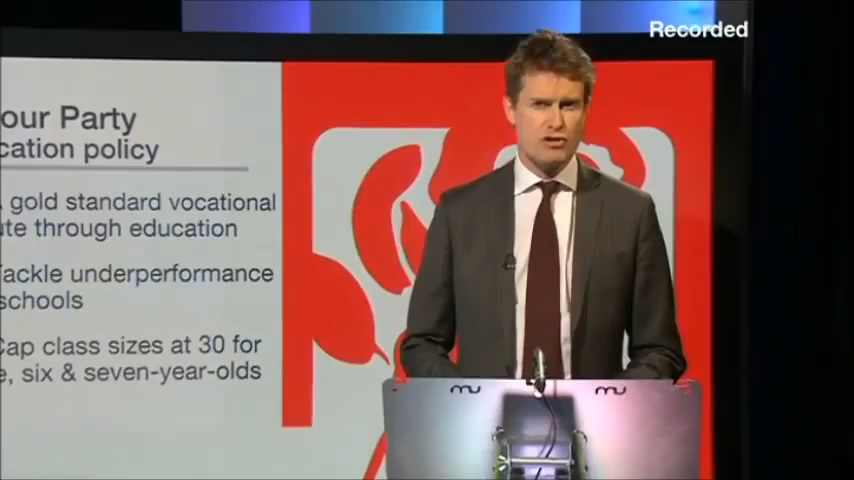 Recorded
our Party
cation policy
A gold standard vocational
ute through education
Tackle underperformance
schools
Cap class sizes at 30 for
e, six & seven-year-olds